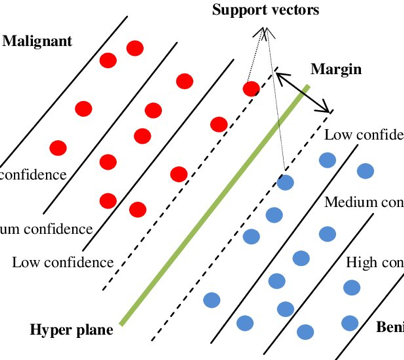 Support vectors
Malignant
Margin
Low confide
confidence
Medium con
um confidence
Low confidence
High con
Hyper plane
Beni